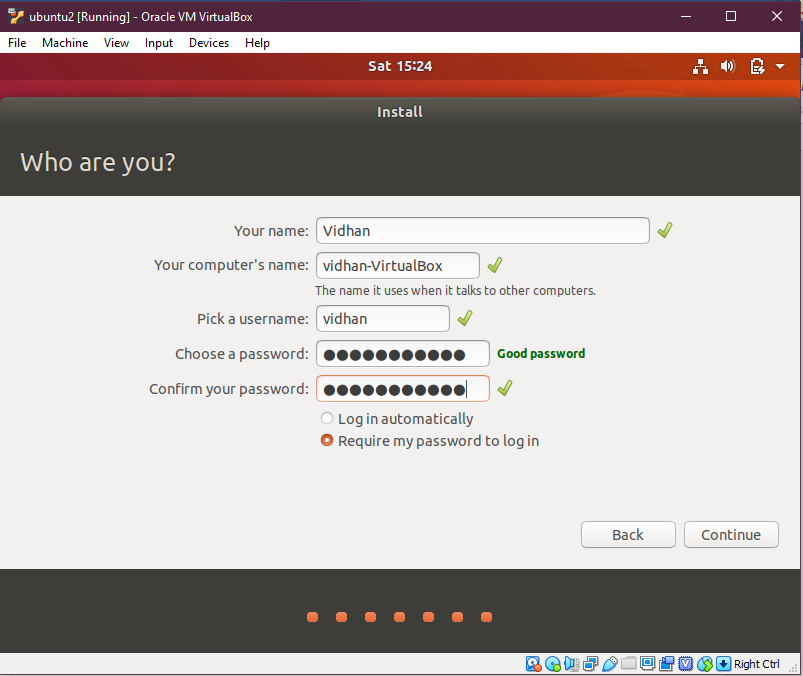 ubuntu2 [Running] - Oracle VM VirtualBox
File Machine View Input Devices Help
Sat 15:24
Install
Who are you?
Your name: Vidhan
Your computer's name: vidhan-VirtualBox
The name it uses when it talks to other computers.
Pick a username: vidhan
Choose a password: ●●●●●●●●●●● Good password
Confirm your password: ●●●●●●●●●●●
Log in automatically
Require my password to log in
Back Continue
Right Ctrl